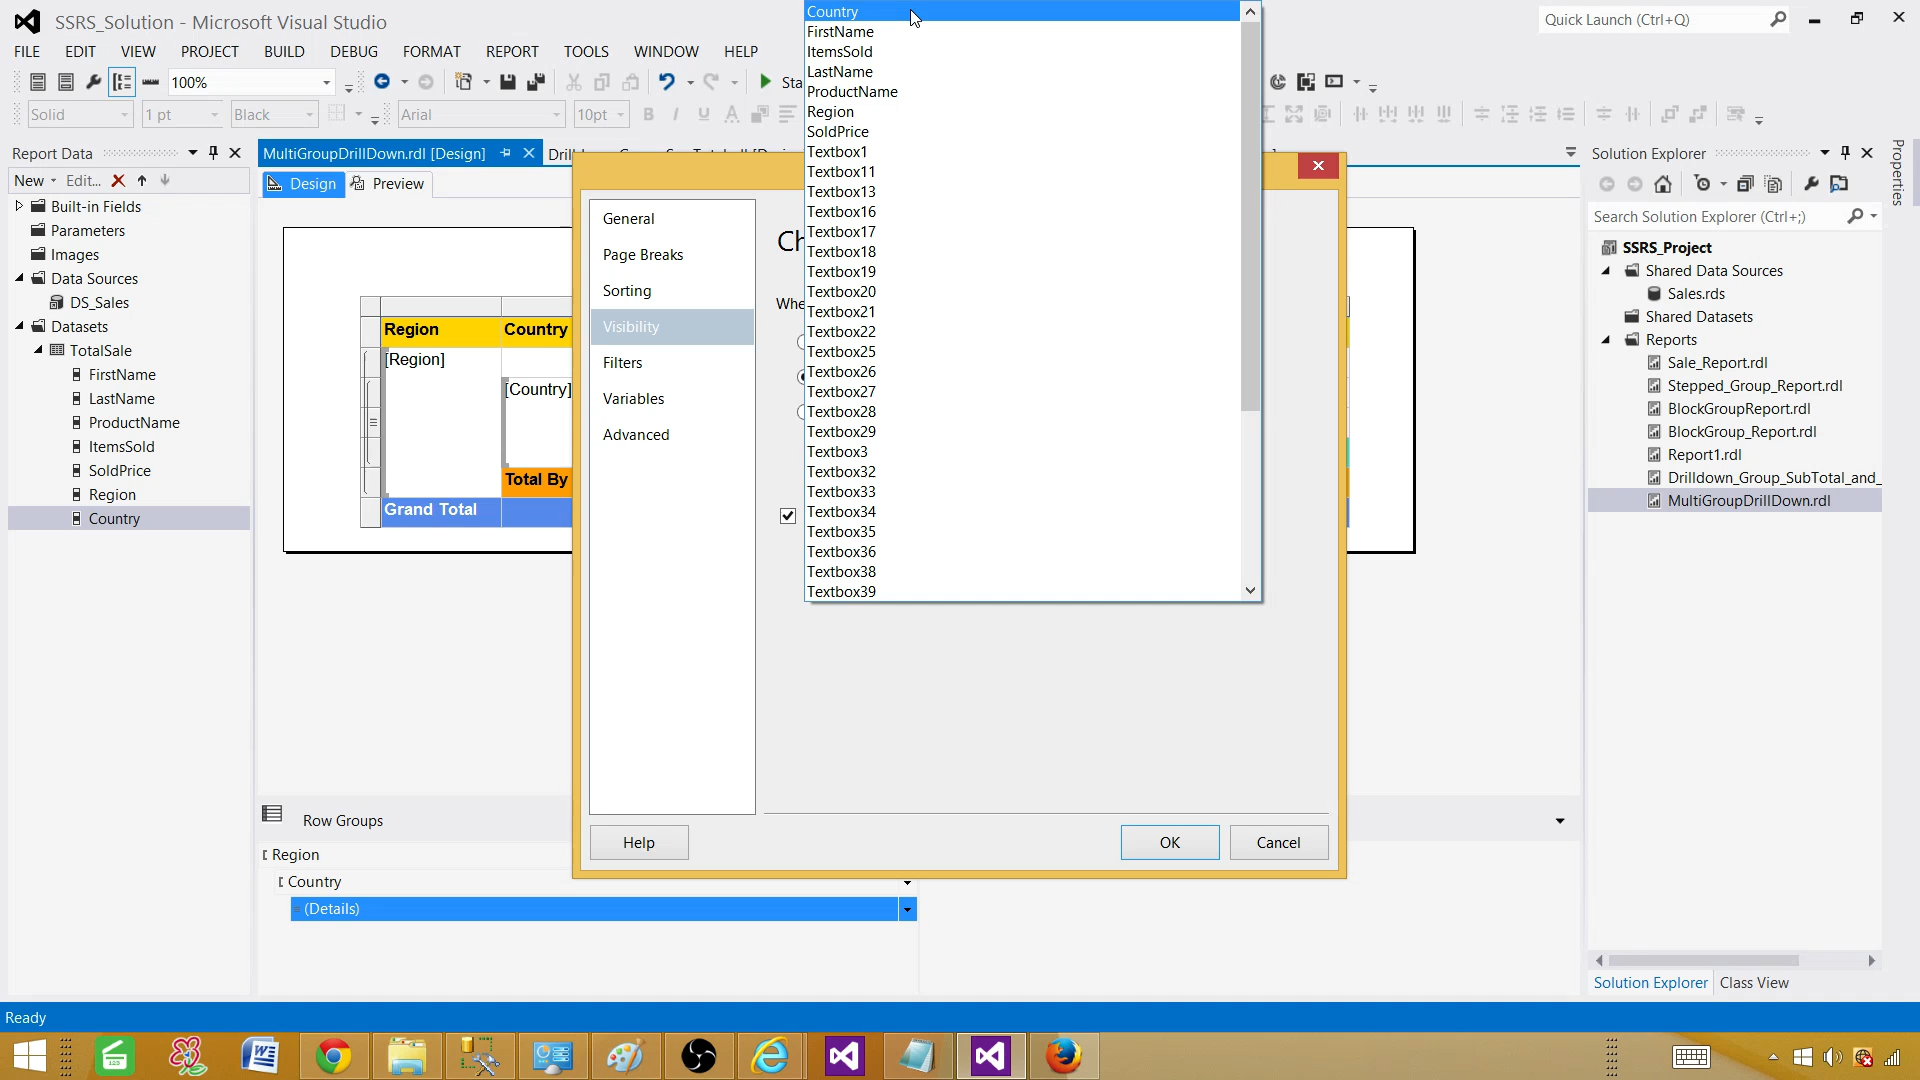 SSRS_Solution - Microsoft Visual Studio
Quick Launch (Ctrl+Q)
FILE EDIT VIEW PROJECT BUILD DEBUG FORMAT REPORT TOOLS WINDOW HELP
100%
Sta
Solid 1 pt Black Arial 10pt B I U A
Report Data
New Edit...
Built-in Fields
Parameters
Images
Data Sources
DS_Sales
Datasets
TotalSale
FirstName
LastName
ProductName
ItemsSold
SoldPrice
Region
Country
MultiGroupDrillDown.rdl [Design]
Design Preview
Region Country
[Region]
[Country]
Total By
Grand Total
Row Groups
Region
Country
(Details)
General
Page Breaks
Sorting
Visibility
Filters
Variables
Advanced
Ch
Whe
Help OK Cancel
Country
FirstName
ItemsSold
LastName
ProductName
Region
SoldPrice
Textbox1
Textbox11
Textbox13
Textbox16
Textbox17
Textbox18
Textbox19
Textbox20
Textbox21
Textbox22
Textbox25
Textbox26
Textbox27
Textbox28
Textbox29
Textbox3
Textbox32
Textbox33
Textbox34
Textbox35
Textbox36
Textbox38
Textbox39
Solution Explorer
Search Solution Explorer (Ctrl+;)
SSRS_Project
Shared Data Sources
Sales.rds
Shared Datasets
Reports
Sale_Report.rdl
Stepped_Group_Report.rdl
BlockGroupReport.rdl
BlockGroup_Report.rdl
Report1.rdl
Drilldown_Group_SubTotal_and_
MultiGroupDrillDown.rdl
Solution Explorer Class View
Properties
Ready